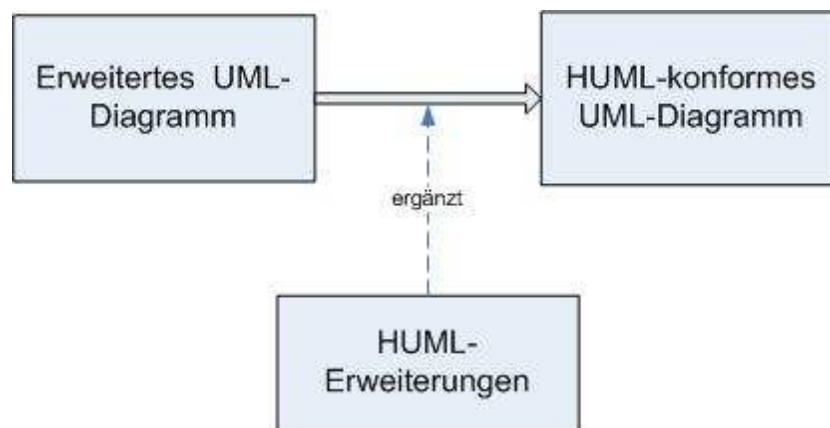 Erweitertes UML-
Diagramm
HUML-konformes
UML-Diagramm
ergänzt
HUML-
Erweiterungen